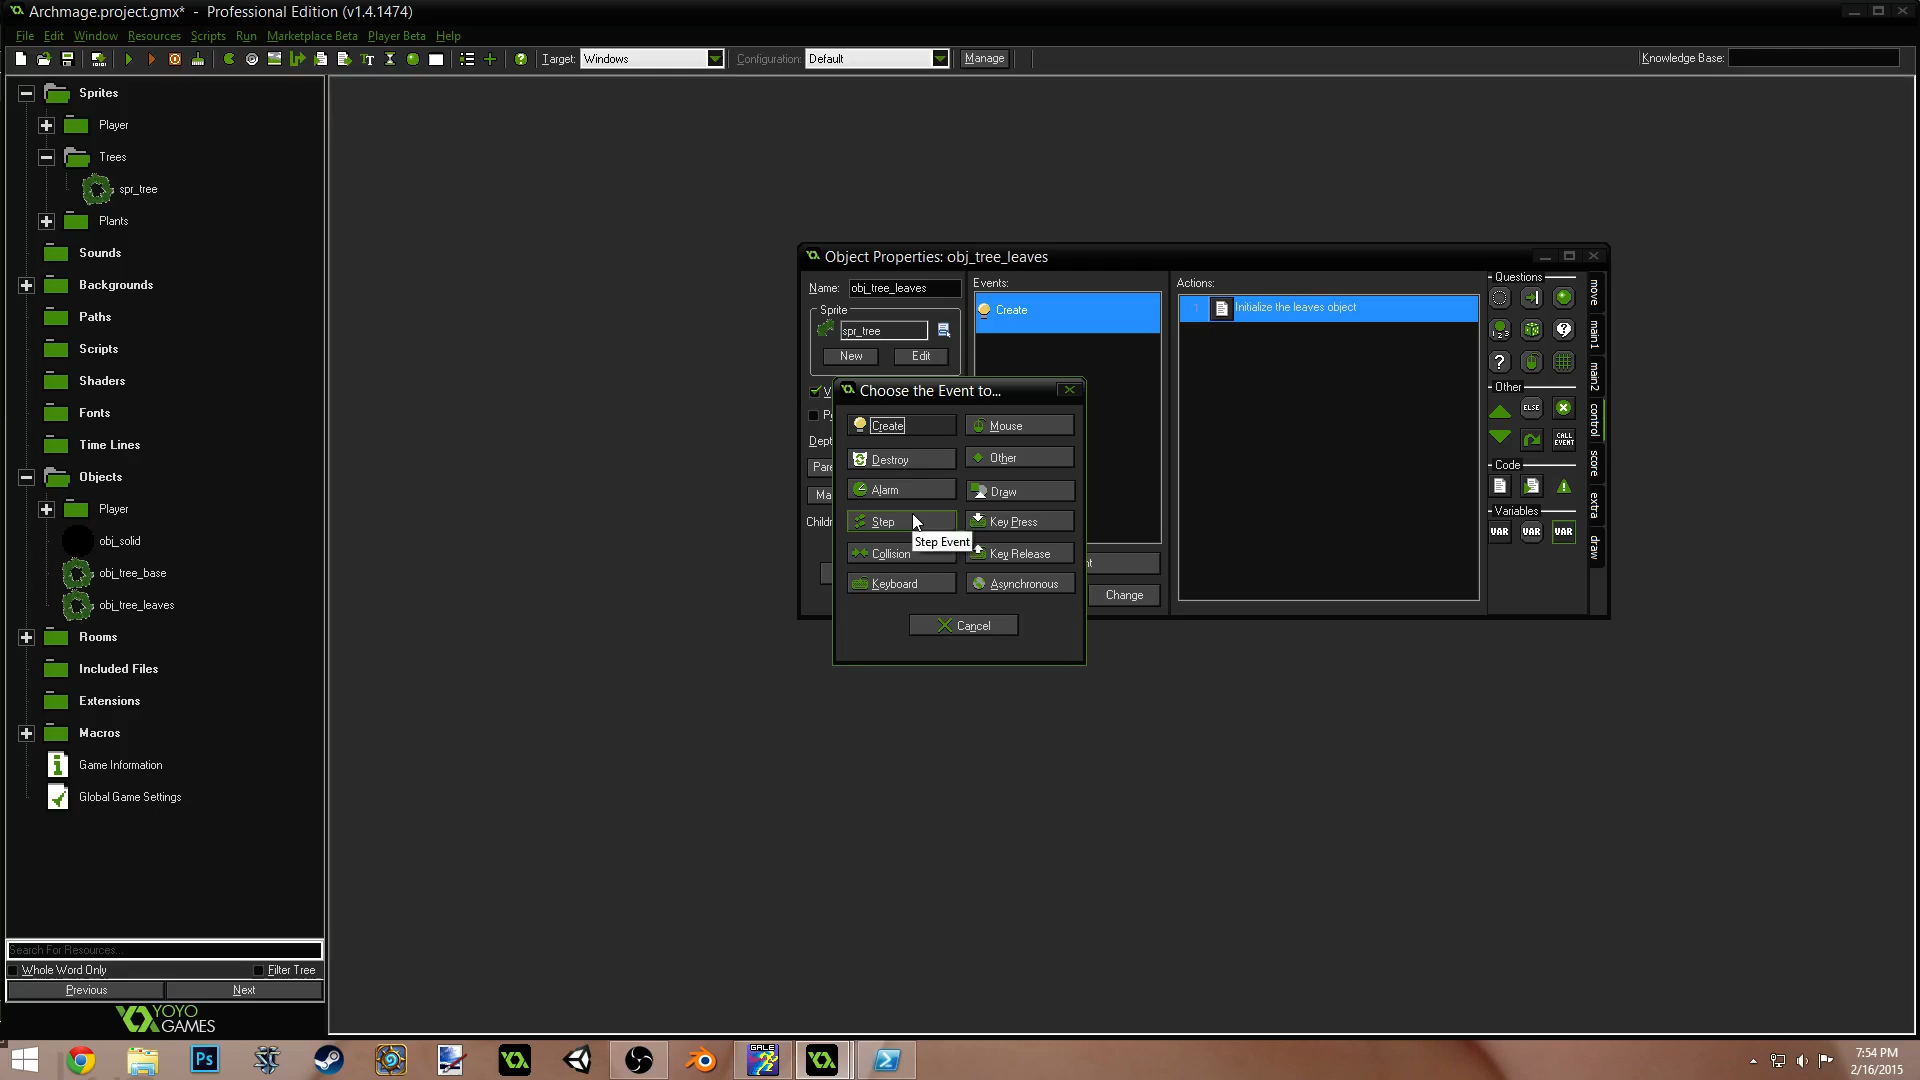 Archmage.project.gmx* - Professional Edition (v1.4.1474)
File Edit Window Resources Scripts Run Marketplace Beta Player Beta Help
Target: Windows Configuration: Default Manage Knowledge Base:
Sprites
Player
Trees
spr_tree
Plants
Sounds
Backgrounds
Paths
Scripts
Shaders
Fonts
Time Lines
Objects
Player
obj_solid
obj_tree_base
obj_tree_leaves
Rooms
Included Files
Extensions
Macros
Game Information
Global Game Settings
Search For Resources...
Whole Word Only Filter Tree
Previous Next
YOYO
GAMES
Object Properties: obj_tree_leaves
Name: obj_tree_leaves
Sprite
spr_tree
New Edit
Events:
Create
Change
Actions:
1 Initialize the leaves object
Questions
Other
ELSE
CALL
EVENT
Code
Variables
VAR VAR VAR
move
main1
main2
control
score
extra
draw
Choose the Event to...
Create Mouse
Destroy Other
Alarm Draw
Step Key Press
Step Event
Collision Key Release
Keyboard Asynchronous
Cancel
Ps
GALE
7:54 PM
2/16/2015